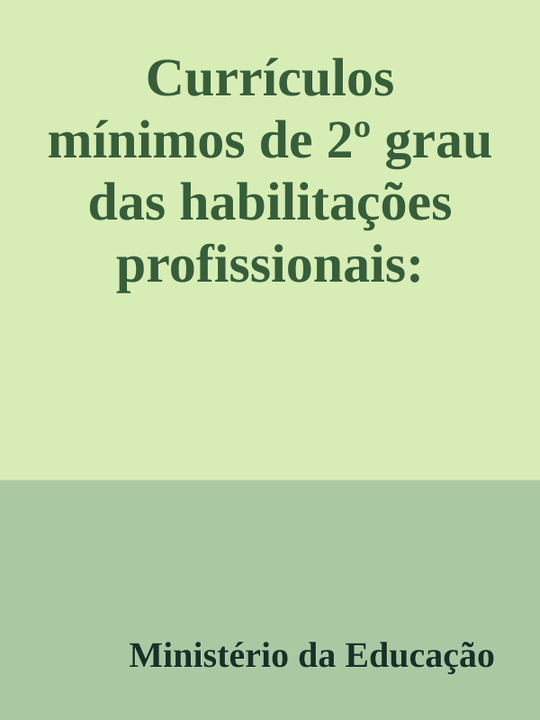 Currículos
mínimos de 2º grau
das habilitações
profissionais:
Ministério da Educação